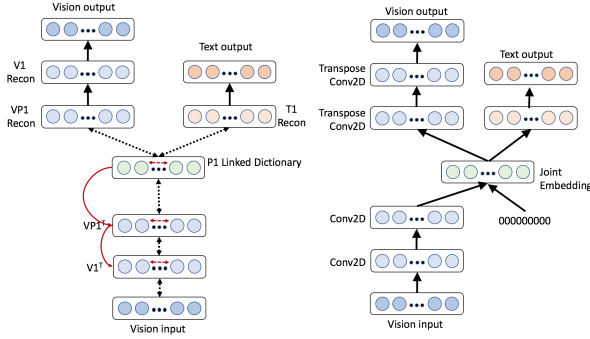 Vision output
V1
Recon
Text output
VP1
Recon
T1
Recon
P1 Linked Dictionary
VP1ᵀ
V1ᵀ
Vision input
Vision output
Transpose
Conv2D
Text output
Transpose
Conv2D
Joint
Embedding
Conv2D
000000000
Conv2D
Vision input